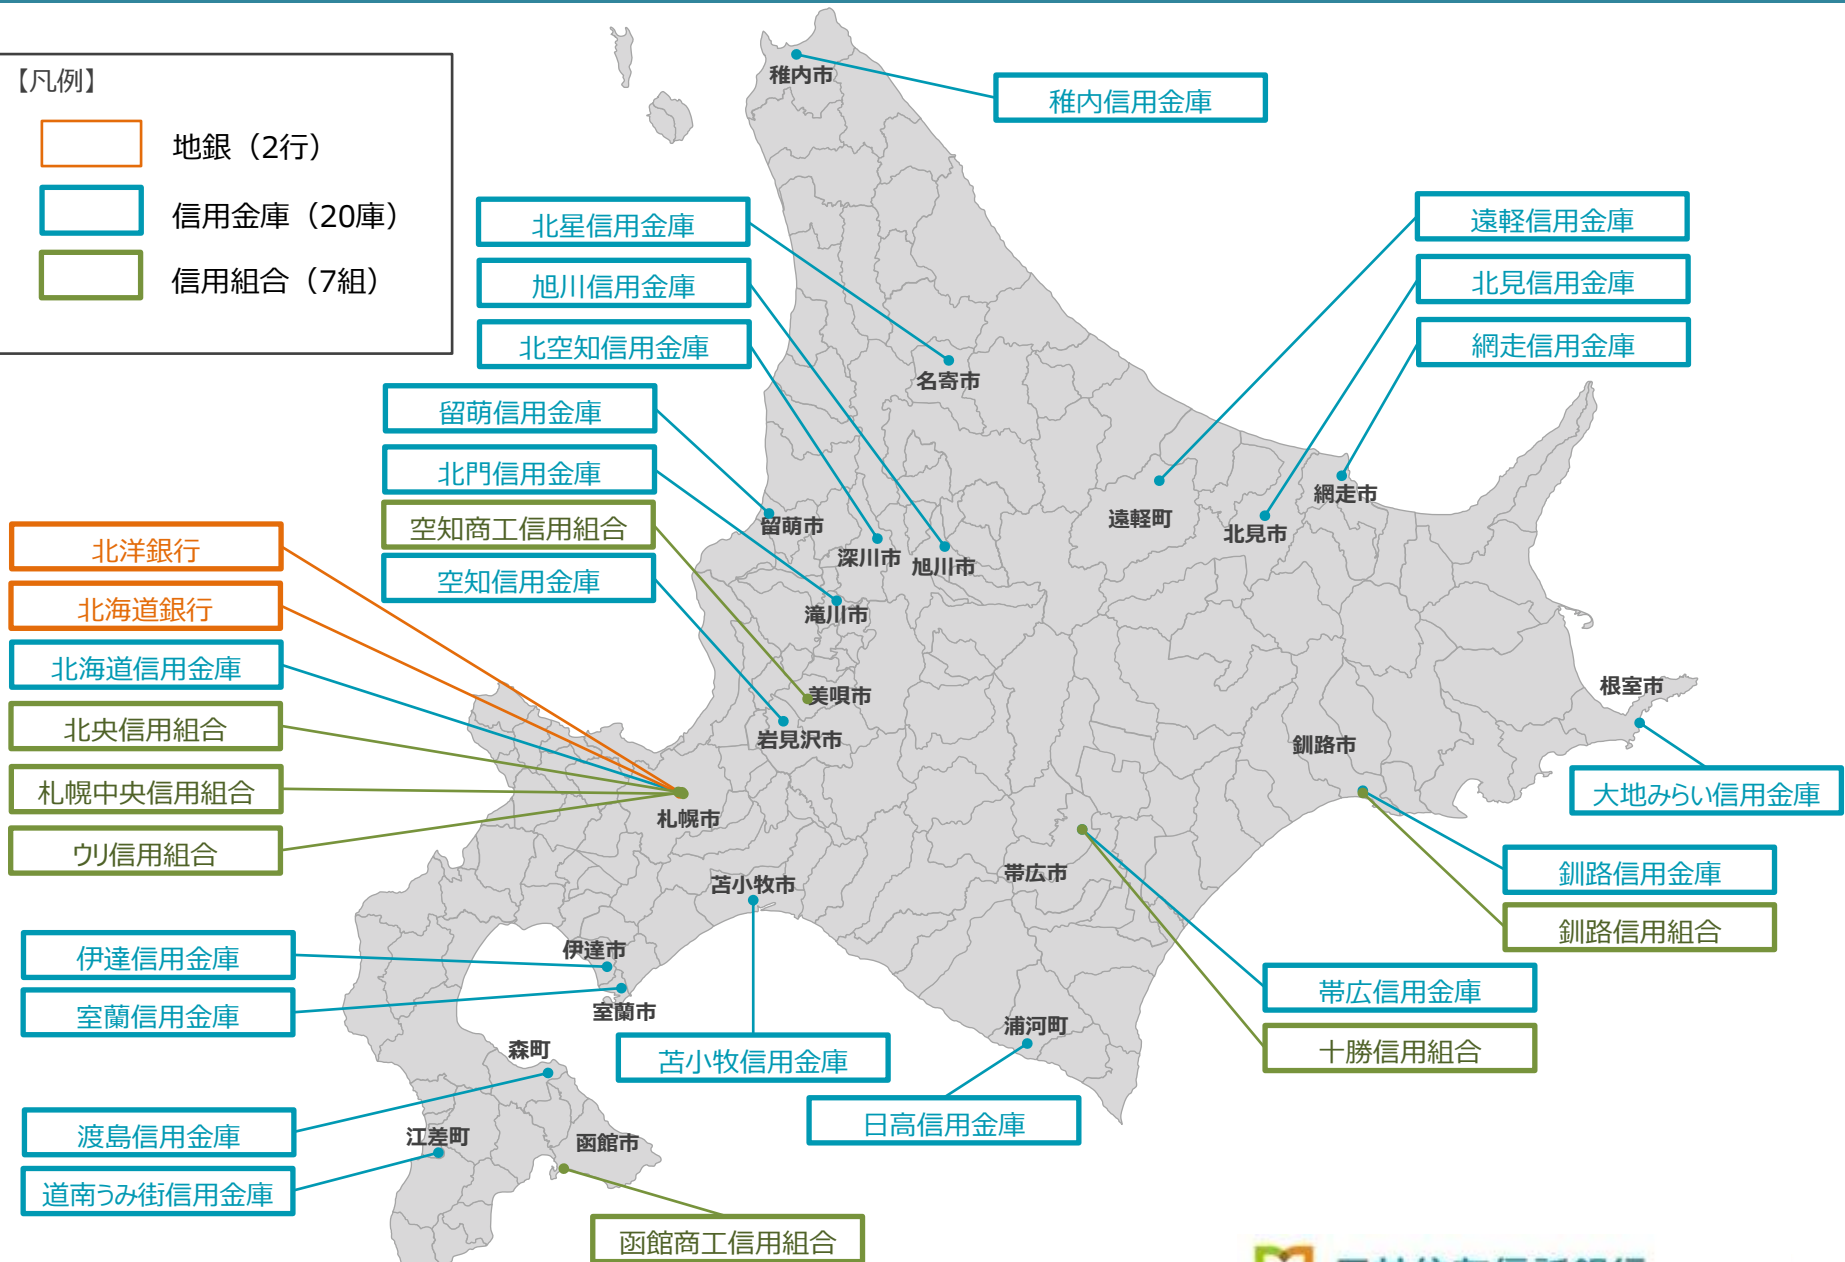 【凡例】
地銀（2行）
信用金庫（20庫）
信用組合（7組）
稚内市
稚内信用金庫
北星信用金庫
旭川信用金庫
北空知信用金庫
遠軽信用金庫
北見信用金庫
網走信用金庫
名寄市
留萌信用金庫
北門信用金庫
空知商工信用組合
空知信用金庫
留萌市
深川市
旭川市
遠軽町
北見市
網走市
滝川市
美唄市
岩見沢市
北洋銀行
北海道銀行
北海道信用金庫
北央信用組合
札幌中央信用組合
ウリ信用組合
札幌市
根室市
釧路市
大地みらい信用金庫
帯広市
苫小牧市
釧路信用金庫
釧路信用組合
伊達信用金庫
室蘭信用金庫
伊達市
室蘭市
帯広信用金庫
十勝信用組合
浦河町
森町
苫小牧信用金庫
日高信用金庫
渡島信用金庫
道南うみ街信用金庫
江差町
函館市
函館商工信用組合